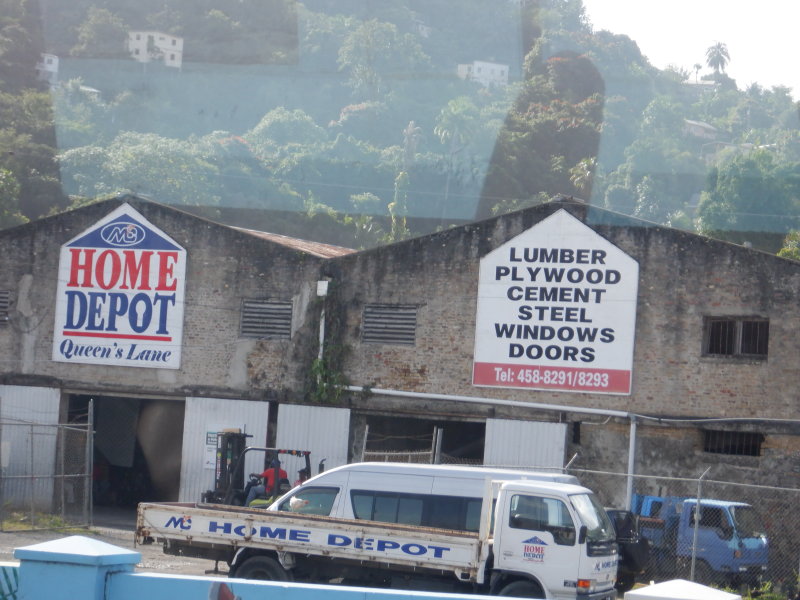 MC
HOME
DEPOT
Queen's Lane
LUMBER
PLYWOOD
CEMENT
STEEL
WINDOWS
DOORS
Tel: 458-8291/8293
MC HOME DEPOT
HOME
DEPOT